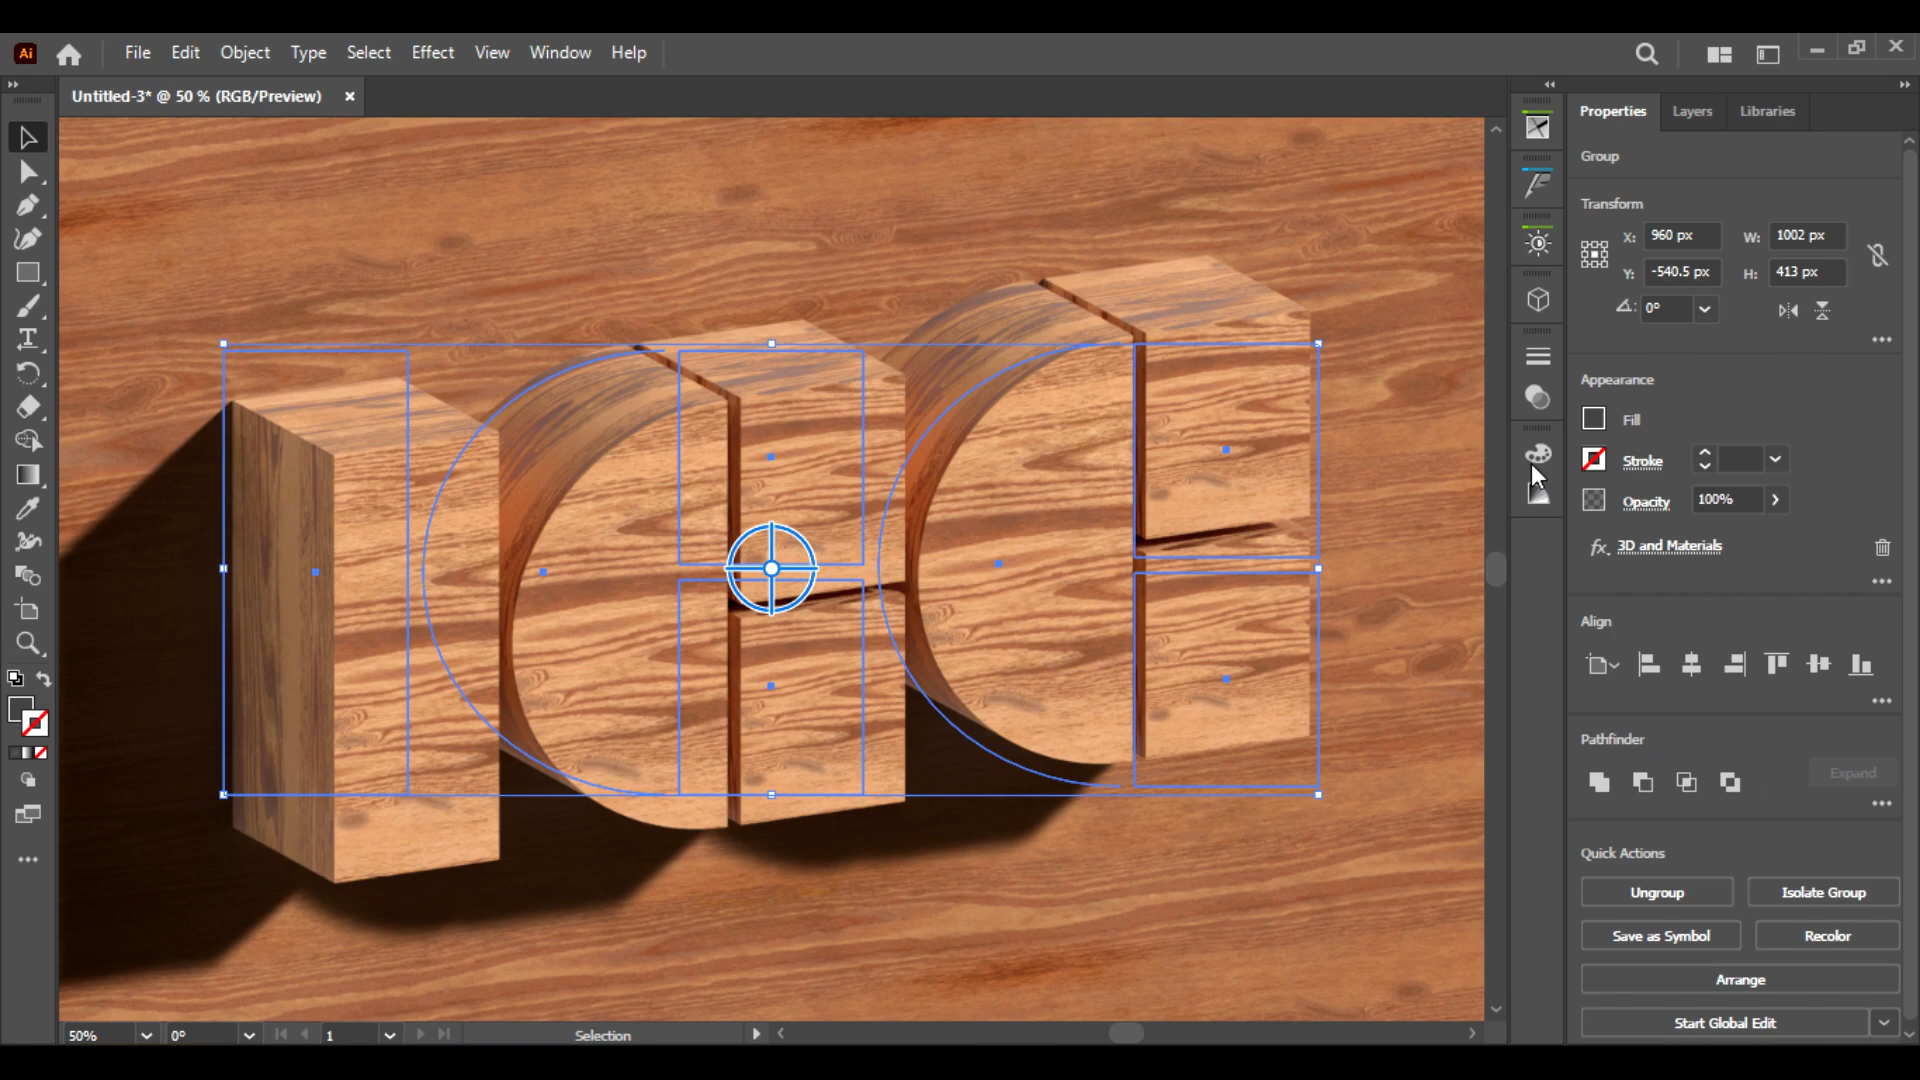 Ai File Edit Object Type Select Effect View Window Help
Untitled-3* @ 50 % (RGB/Preview) ×
Properties Layers Libraries
Group
Transform
X: 960 px W: 1002 px
Y: -540.5 px H: 413 px
0°
Appearance
Fill
Stroke
Opacity 100%
fx. 3D and Materials
Align
Pathfinder
Expand
Quick Actions
Ungroup Isolate Group
Save as Symbol Recolor
Arrange
Start Global Edit
50% 0° 1 Selection